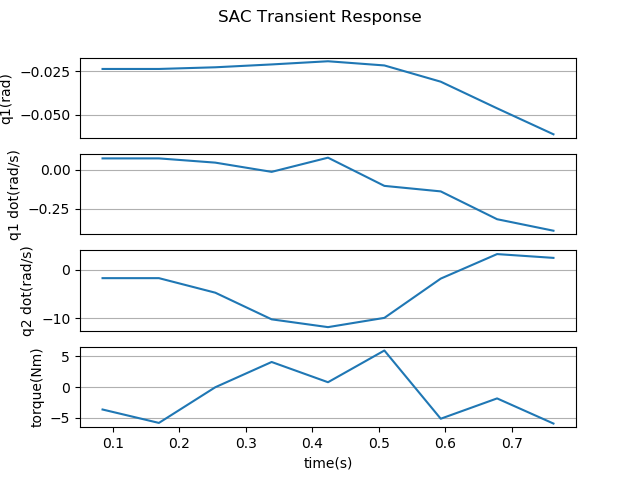 SAC Transient Response
−0.025
−0.050
q1(rad)
0.00
−0.25
q1 dot(rad/s)
0
−10
q2 dot(rad/s)
5
0
−5
torque(Nm)
0.1 0.2 0.3 0.4 0.5 0.6 0.7
time(s)